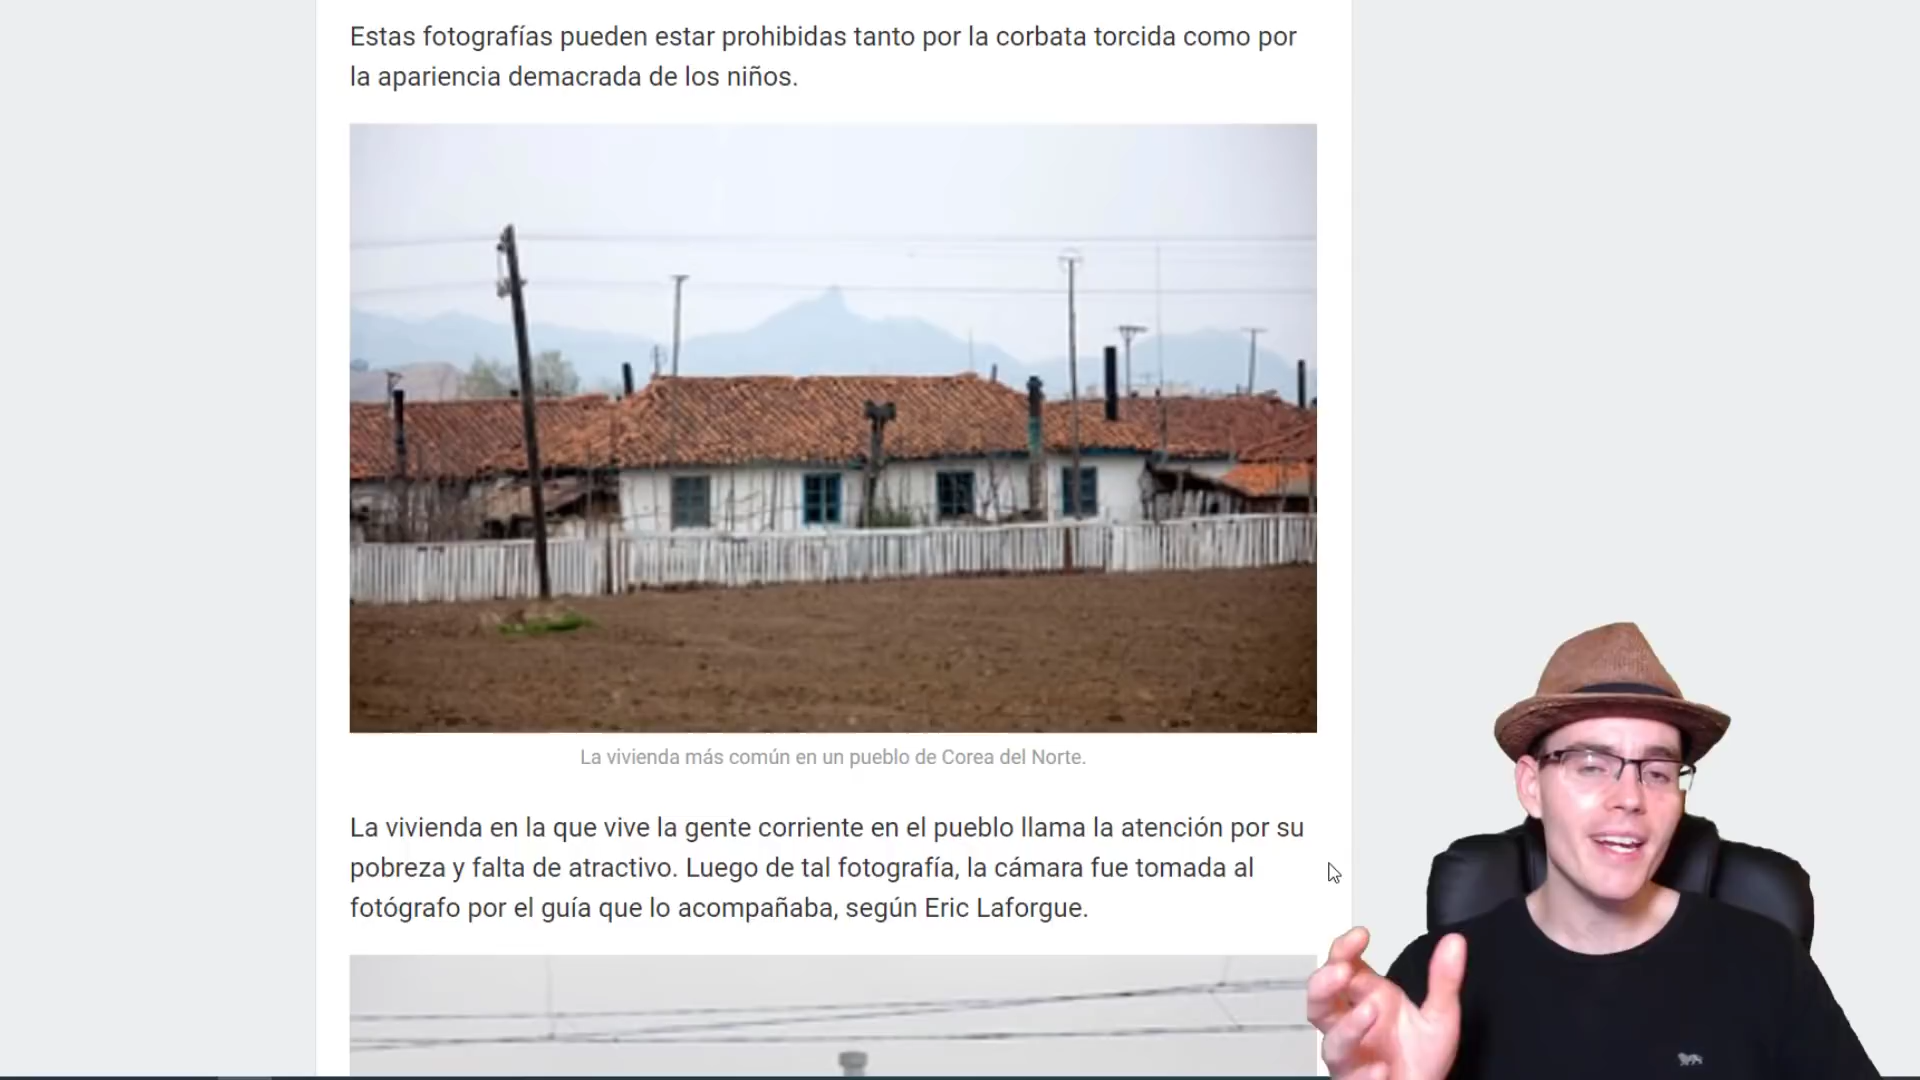 Estas fotografías pueden estar prohibidas tanto por la corbata torcida como por
la apariencia demacrada de los niños.
La vivienda más común en un pueblo de Corea del Norte.
La vivienda en la que vive la gente corriente en el pueblo llama la atención por su
pobreza y falta de atractivo. Luego de tal fotografía, la cámara fue tomada al
fotógrafo por el guía que lo acompañaba, según Eric Laforgue.